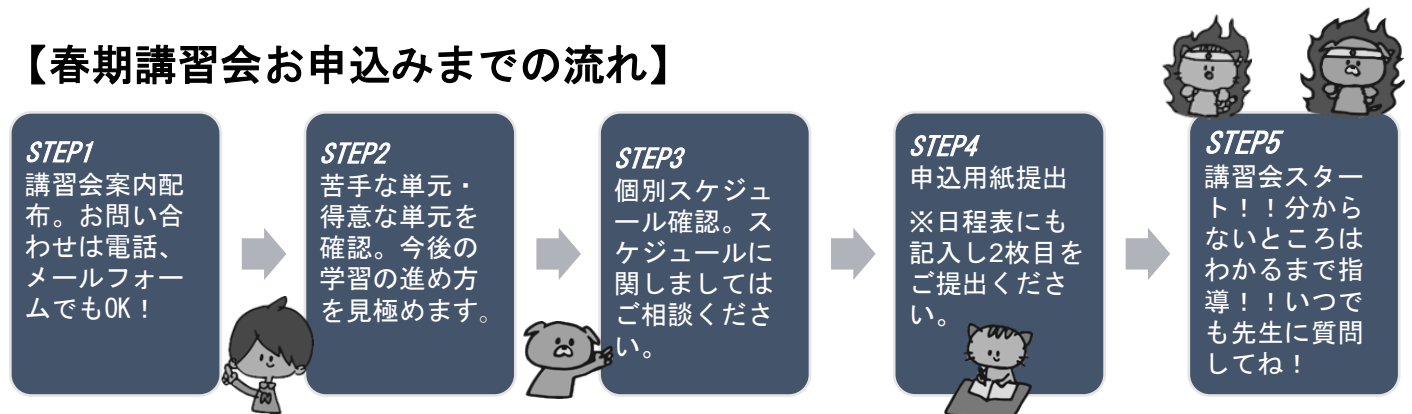 【春期講習会お申込みまでの流れ】
STEP1
講習会案内配
布。お問い合
わせは電話、
メールフォー
ムでもOK！
STEP2
苦手な単元・
得意な単元を
確認。今後の
学習の進め方
を見極めます。
STEP3
個別スケジュ
ール確認。ス
ケジュールに
関しましては
ご相談くださ
い。
STEP4
申込用紙提出
※日程表にも
記入し2枚目を
ご提出くださ
い。
STEP5
講習会スター
ト！！分から
ないところは
わかるまで指
導！！いつで
も先生に質問
してね！